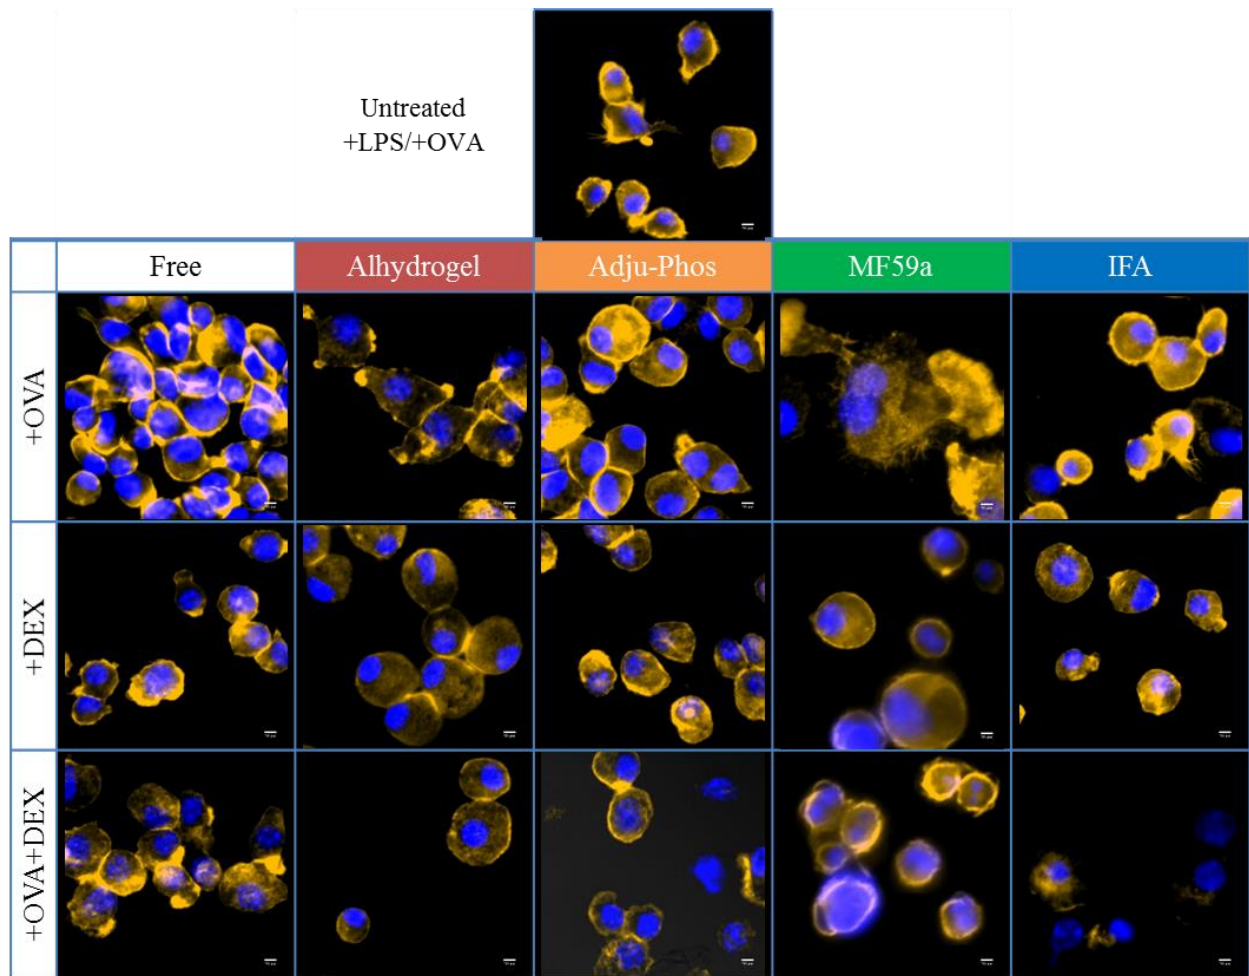 Untreated
+LPS/+OVA
Free
Alhydrogel
Adju-Phos
MF59a
IFA
+OVA
+DEX
+OVA+DEX